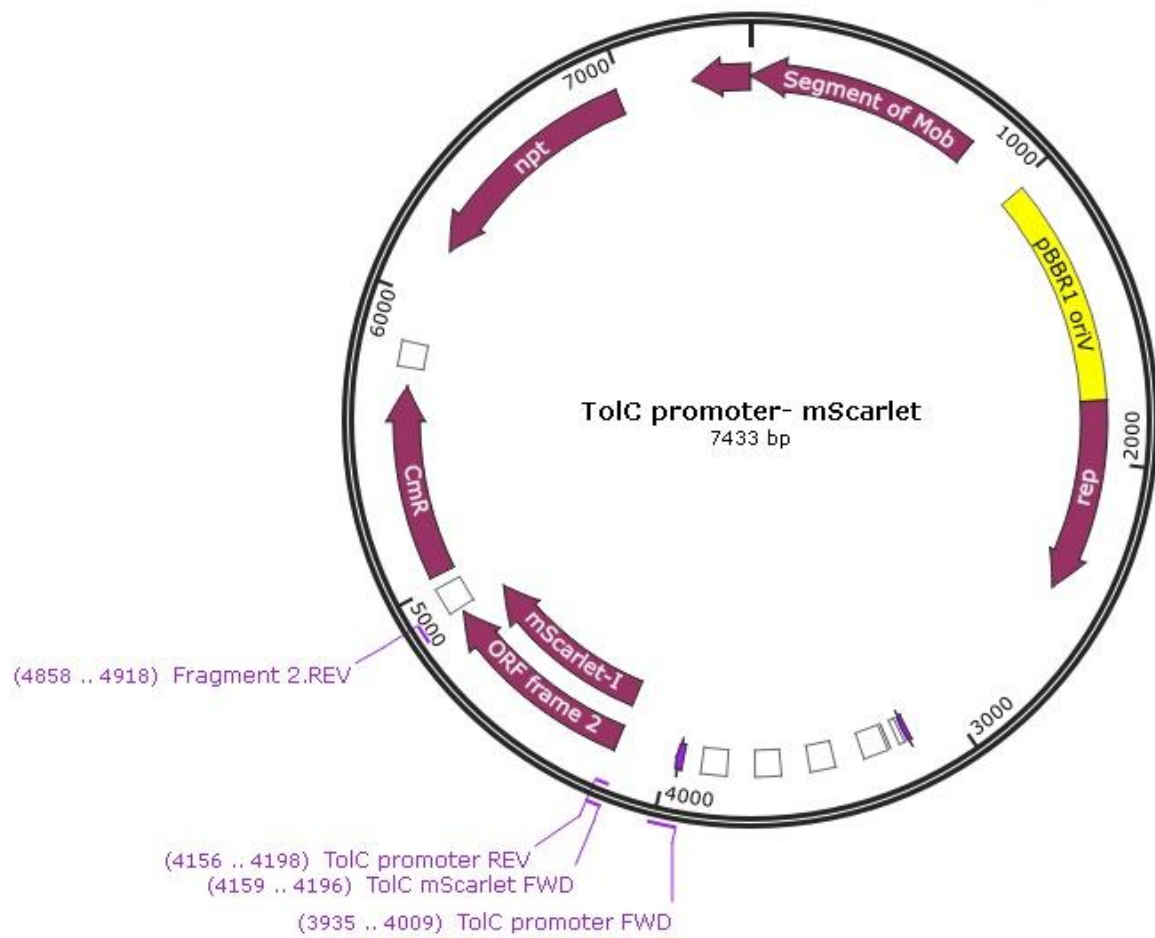 7000
Segment of Mob
1000
npt
pBBR1 oriV
6000
TolC promoter- mScarlet
7433 bp
2000
CmR
rep
5000
mScarlet-I
ORF frame 2
(4858 .. 4918) Fragment 2.REV
3000
4000
(4156 .. 4198) TolC promoter REV
(4159 .. 4196) TolC mScarlet FWD
(3935 .. 4009) TolC promoter FWD